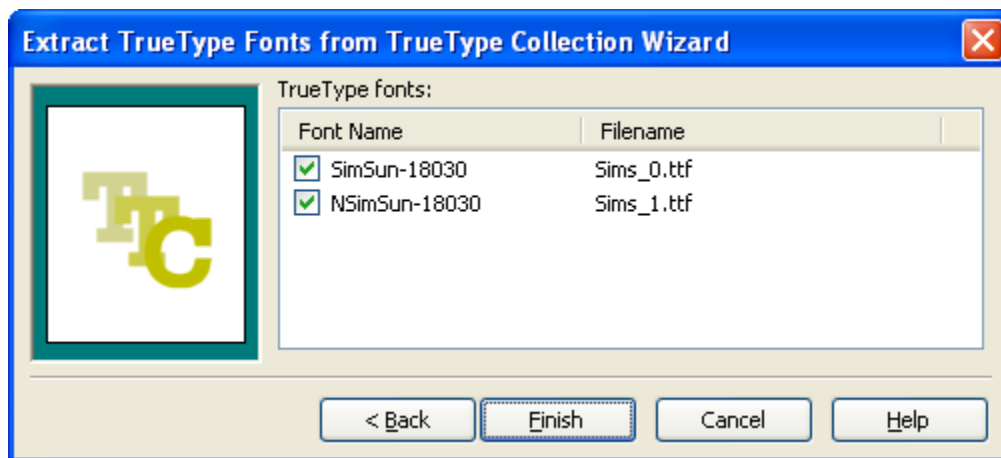 Extract TrueType Fonts from TrueType Collection Wizard
TrueType fonts:
Font Name Filename
SimSun-18030 Sims_0.ttf
NSimSun-18030 Sims_1.ttf
TTC
< Back Finish Cancel Help